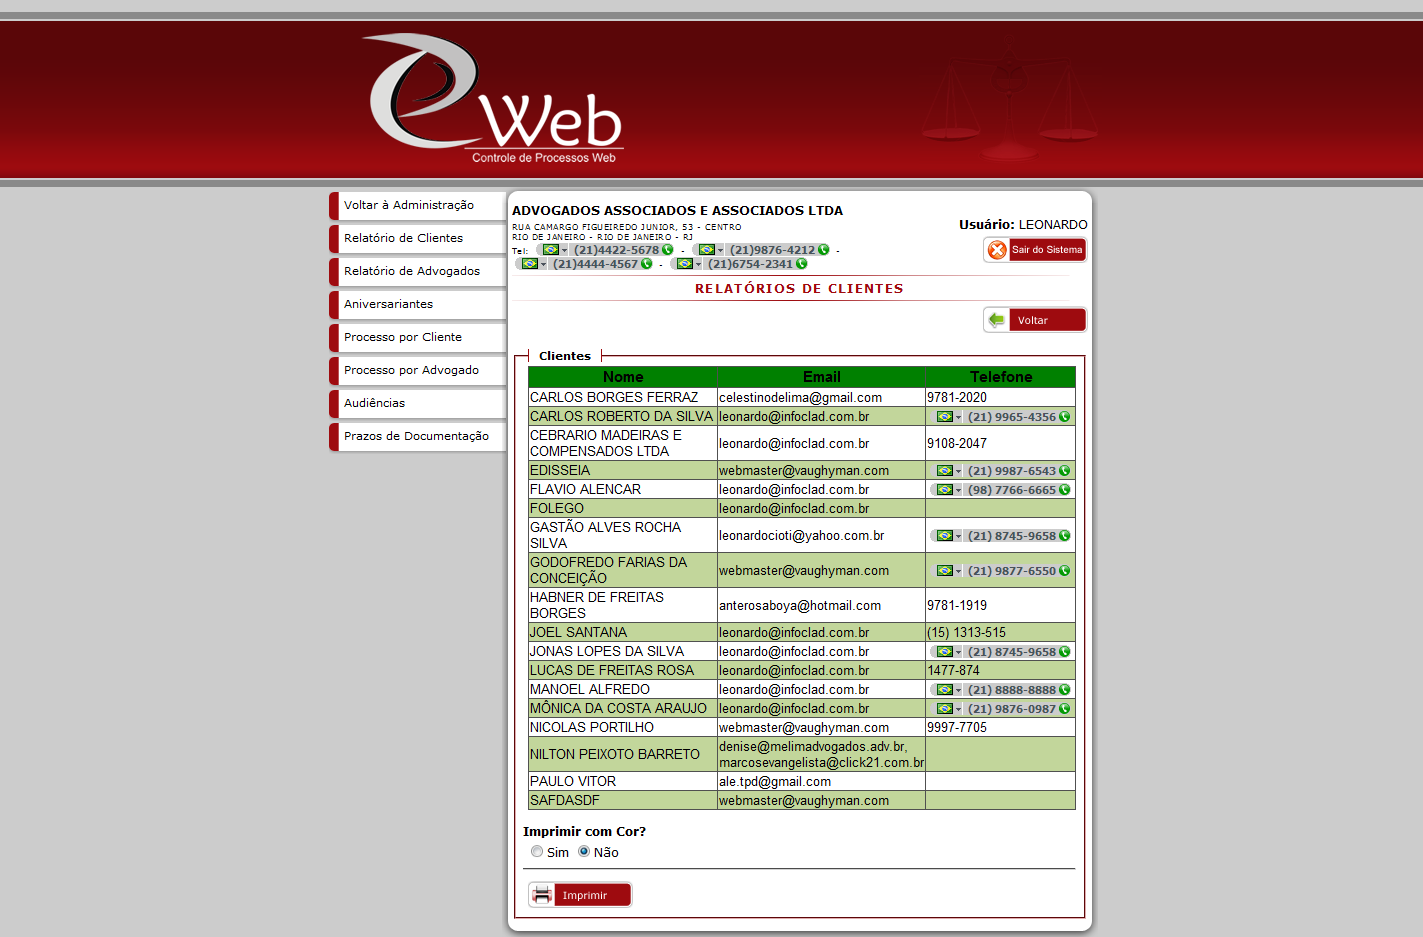 Web
Controle de Processos Web
Voltar à Administração
Relatório de Clientes
Relatório de Advogados
Aniversariantes
Processo por Cliente
Processo por Advogado
Audiências
Prazos de Documentação
ADVOGADOS ASSOCIADOS E ASSOCIADOS LTDA
RUA CAMARGO FIGUEIREDO JUNIOR, 53 - CENTRO
RIO DE JANEIRO - RIO DE JANEIRO - RJ
Tel: (21)4422-5678 - (21)9876-4212 -
(21)4444-4567 - (21)6754-2341
Usuário: LEONARDO
Sair do Sistema
RELATÓRIOS DE CLIENTES
Voltar
Clientes
Nome Email Telefone
CARLOS BORGES FERRAZ celestinodelima@gmail.com 9781-2020
CARLOS ROBERTO DA SILVA leonardo@infoclad.com.br (21) 9965-4356
CEBRARIO MADEIRAS E
COMPENSADOS LTDA leonardo@infoclad.com.br 9108-2047
EDISSEIA webmaster@vaughyman.com (21) 9987-6543
FLAVIO ALENCAR leonardo@infoclad.com.br (98) 7766-6665
FOLEGO leonardo@infoclad.com.br
GASTÃO ALVES ROCHA
SILVA leonardocioti@yahoo.com.br (21) 8745-9658
GODOFREDO FARIAS DA
CONCEIÇÃO webmaster@vaughyman.com (21) 9877-6550
HABNER DE FREITAS
BORGES anterosaboya@hotmail.com 9781-1919
JOEL SANTANA leonardo@infoclad.com.br (15) 1313-515
JONAS LOPES DA SILVA leonardo@infoclad.com.br (21) 8745-9658
LUCAS DE FREITAS ROSA leonardo@infoclad.com.br 1477-874
MANOEL ALFREDO leonardo@infoclad.com.br (21) 8888-8888
MÔNICA DA COSTA ARAUJO leonardo@infoclad.com.br (21) 9876-0987
NICOLAS PORTILHO webmaster@vaughyman.com 9997-7705
NILTON PEIXOTO BARRETO denise@melimadvogados.adv.br,
marcosevangelista@click21.com.br
PAULO VITOR ale.tpd@gmail.com
SAFDASDF webmaster@vaughyman.com
Imprimir com Cor?
Sim Não
Imprimir